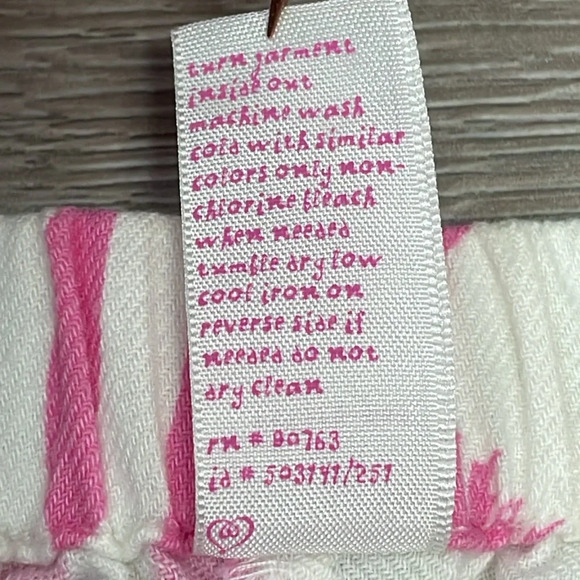 turn garment
inside out
machine wash
cold with similar
colors only non-
chlorine bleach
when needed
tumble dry low
cool iron on
reverse side if
needed do not
dry clean
rn # 80763
id # 503141/251